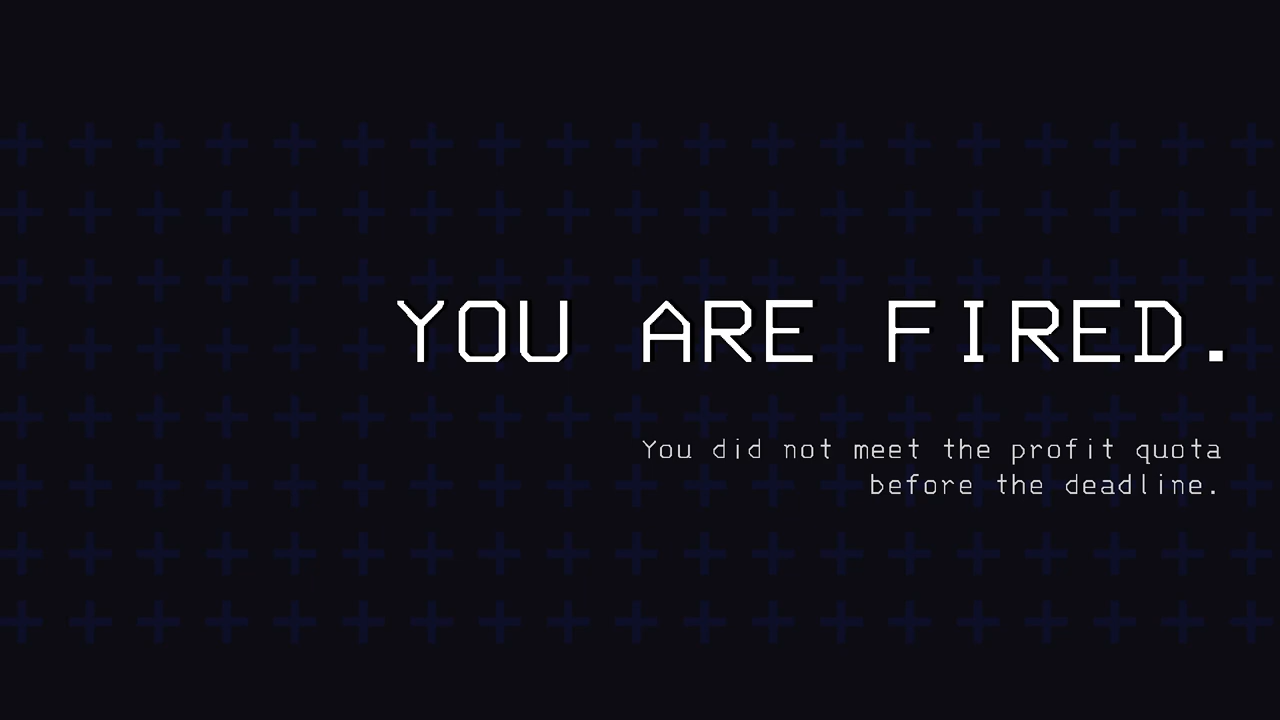 YOU ARE FIRED.
You did not meet the profit quota
before the deadline.